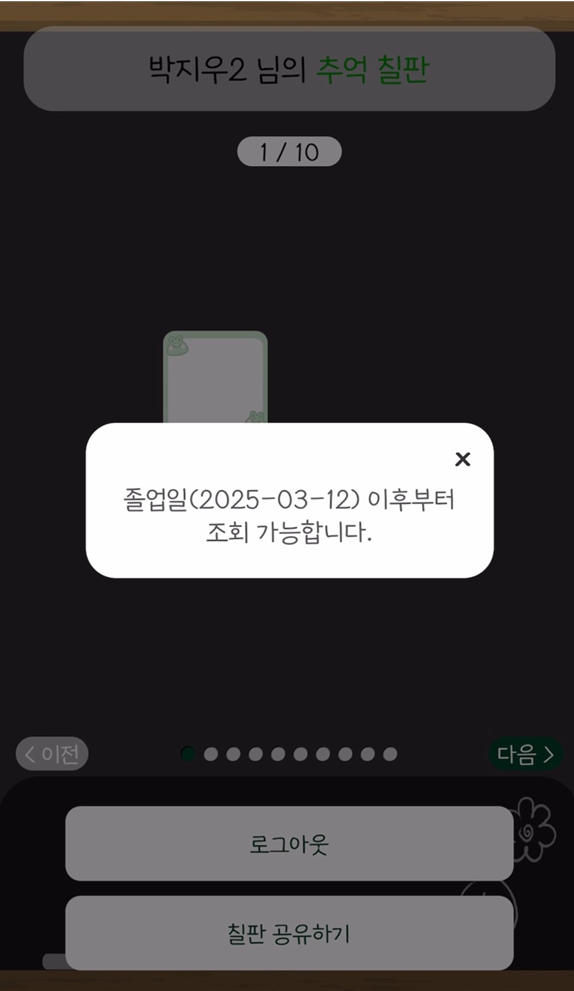 박지우2 님의 추억 칠판
1 / 10
×
졸업일(2025-03-12) 이후부터
조회 가능합니다.
< 이전
다음 >
로그아웃
칠판 공유하기